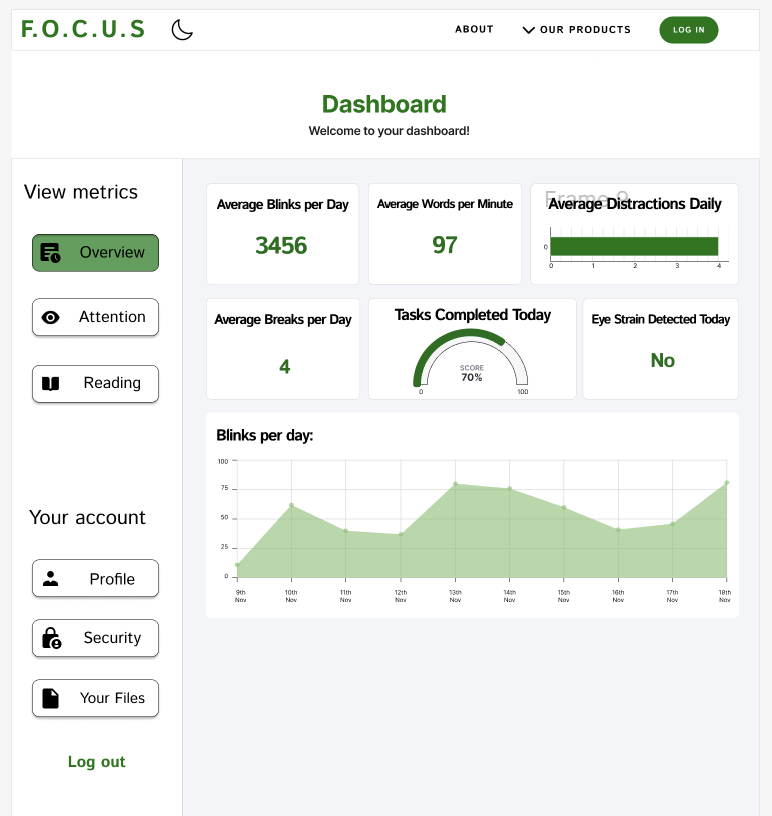 F.O.C.U.S
ABOUT
OUR PRODUCTS
LOG IN
Dashboard
Welcome to your dashboard!
View metrics
Overview
Attention
Reading
Your account
Profile
Security
Your Files
Log out
Average Blinks per Day
3456
Average Words per Minute
97
Frame 9
Average Distractions Daily
0
0 1 2 3 4
Average Breaks per Day
4
Tasks Completed Today
SCORE
70%
0 100
Eye Strain Detected Today
No
Blinks per day:
100
75
50
25
0
9th 10th 11th 12th 13th 14th 15th 16th 17th 18th
Nov Nov Nov Nov Nov Nov Nov Nov Nov Nov